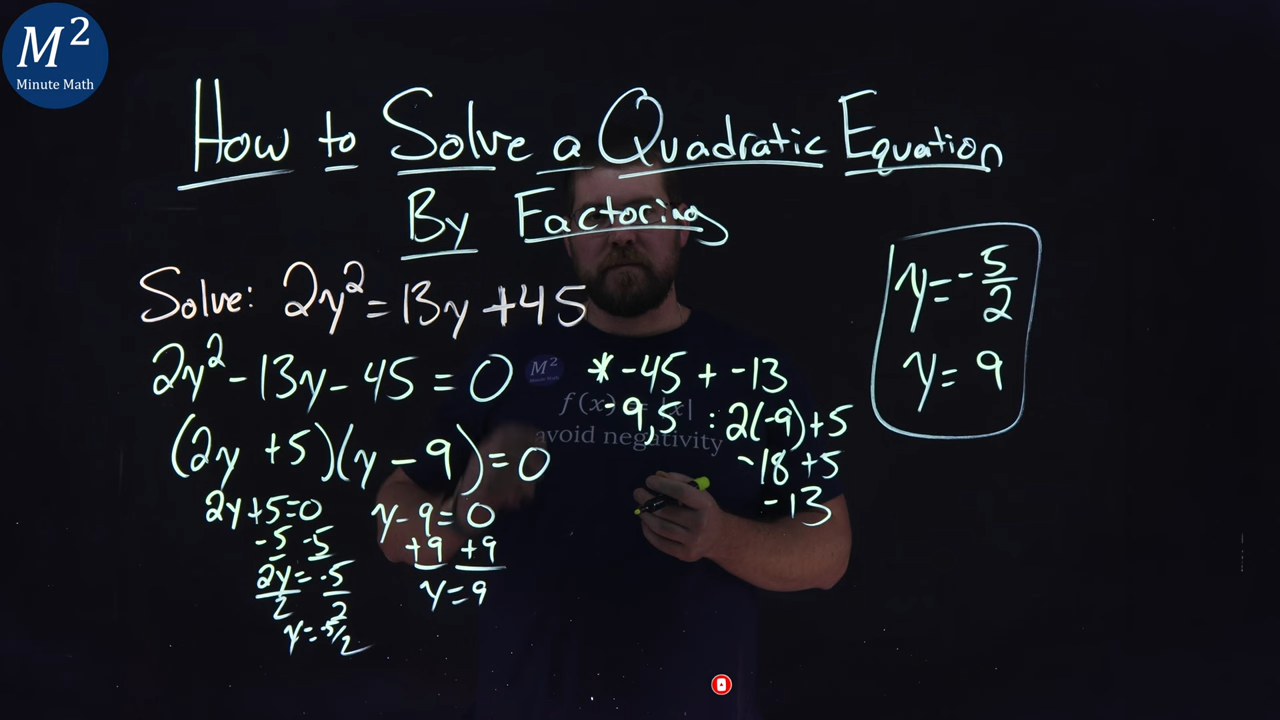 M²
Minute Math
How to Solve a Quadratic Equation
By Factoring
Solve: 2y² = 13y + 45
2y² - 13y - 45 = 0
(2y + 5)(y - 9) = 0
2y + 5 = 0
-5 -5
2y = -5
2 2
y = -5/2
y - 9 = 0
+9 +9
y = 9
* -45 + -13
-9, 5 : 2(-9) + 5
-18 + 5
-13
M²
avoid negativity
y = -5/2
y = 9